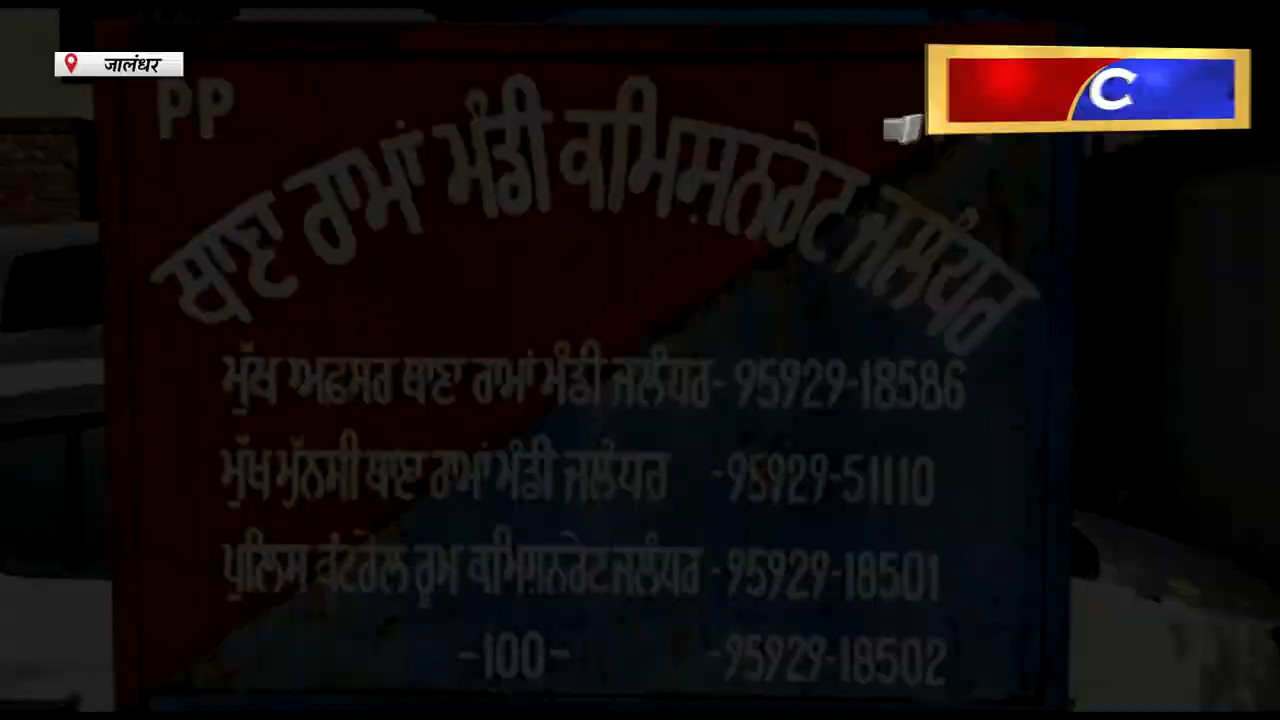 जालंधर
C
PP
ਥਾਣਾ ਰਾਮਾਂ ਮੰਡੀ ਕਮਿਸ਼ਨਰੇਟ ਜਲੰਧਰ
ਮੁੱਖ ਅਫਸਰ ਥਾਣਾ ਰਾਮਾਂ ਮੰਡੀ ਜਲੰਧਰ- 95929-18586
ਮੁੱਖ ਮੁੱਨਸੀ ਥਾਣਾ ਰਾਮਾਂ ਮੰਡੀ ਜਲੰਧਰ -95929-51110
ਪੁਲਿਸ ਕੰਟਰੋਲ ਰੂਮ ਕਮਿਸ਼ਨਰੇਟ ਜਲੰਧਰ -95929-18501
-100- -95929-18502